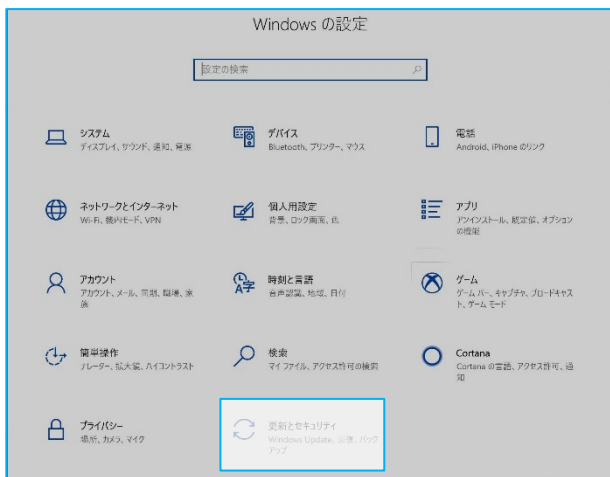 Windows の設定
設定の検索
システム
ディスプレイ、サウンド、通知、電源
デバイス
Bluetooth、プリンター、マウス
電話
Android、iPhone のリンク
ネットワークとインターネット
Wi-Fi、機内モード、VPN
個人用設定
背景、ロック画面、色
アプリ
アンインストール、既定値、オプション
の機能
アカウント
アカウント、メール、同期、職場、家
族
時刻と言語
音声認識、地域、日付
ゲーム
ゲーム バー、キャプチャ、ブロードキャス
ト、ゲーム モード
簡単操作
ナレーター、拡大鏡、ハイコントラスト
検索
マイ ファイル、アクセス許可の検索
Cortana
Cortana の言語、アクセス許可、通
知
プライバシー
場所、カメラ、マイク
更新とセキュリティ
Windows Update、回復、バック
アップ